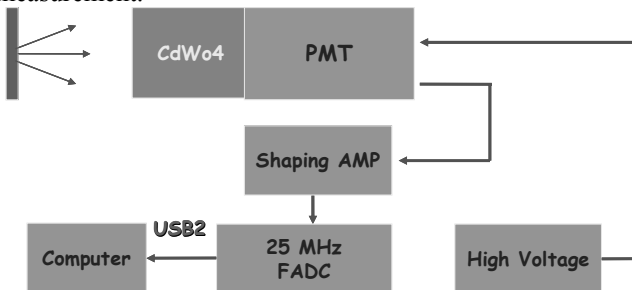 measurement.
CdWo4
PMT
Shaping AMP
USB2
Computer
25 MHz
FADC
High Voltage